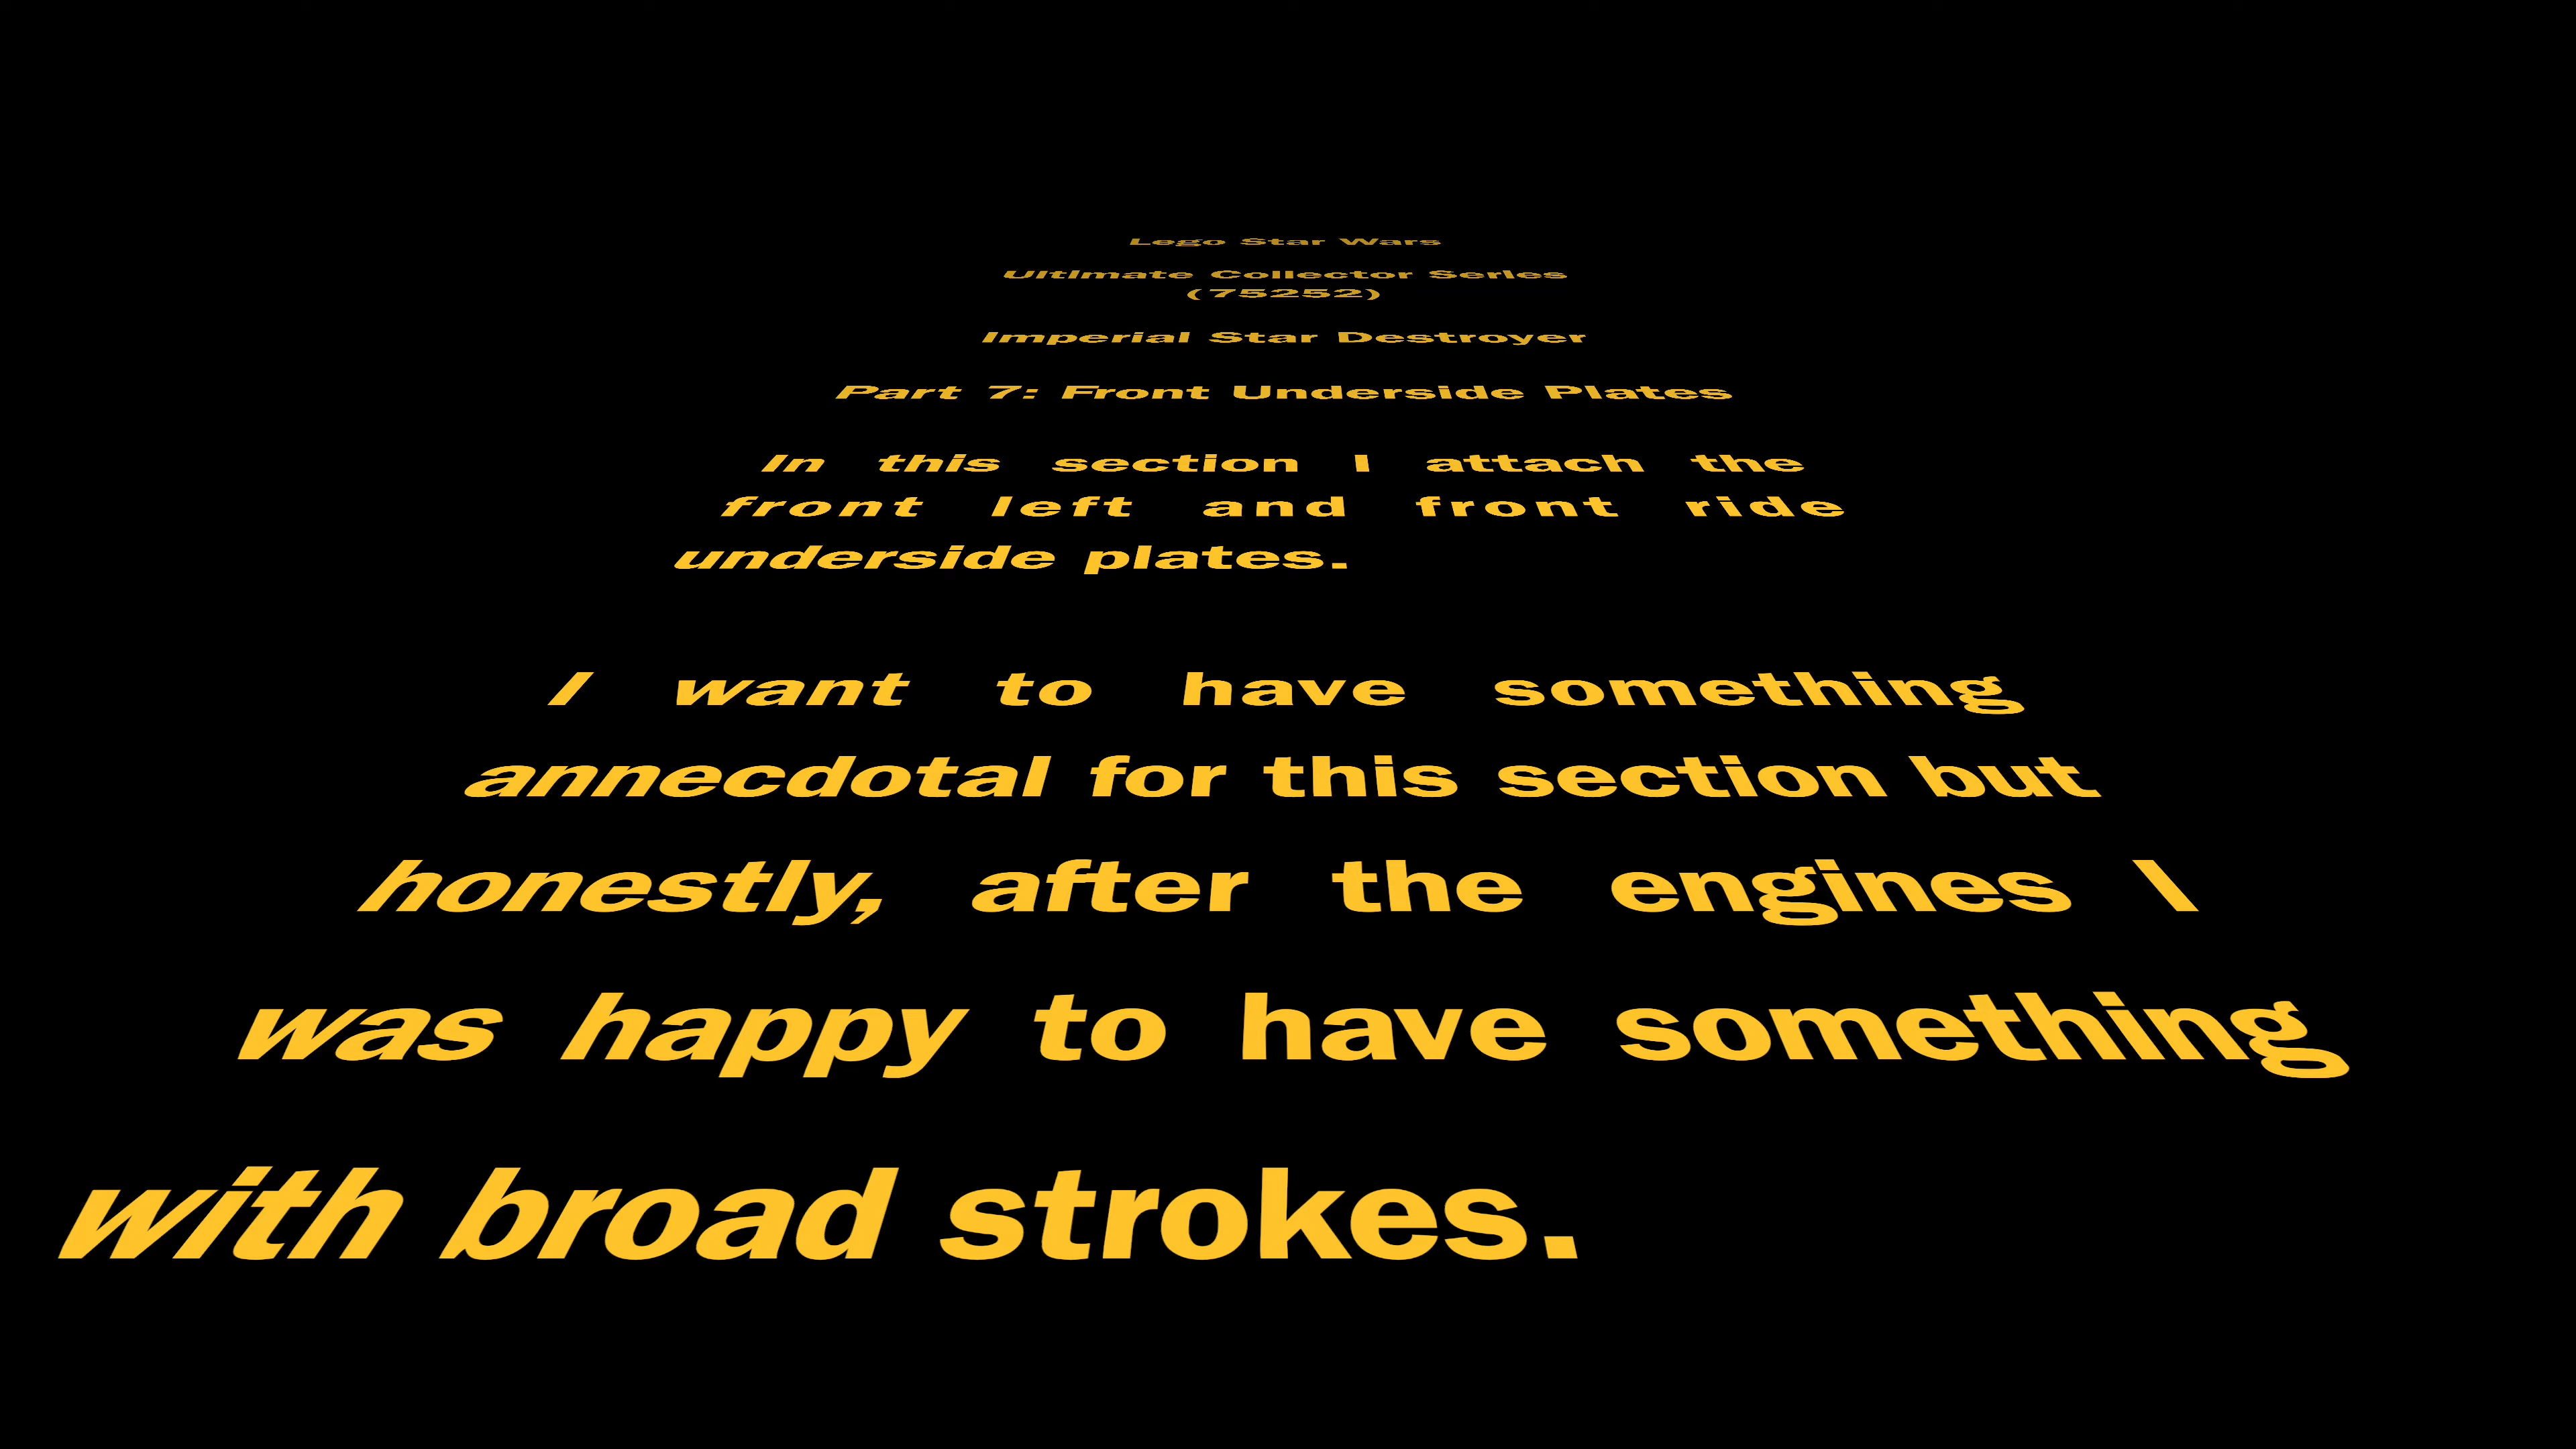 Lego Star Wars
Ultimate Collector Series
(75252)
Imperial Star Destroyer
Part 7: Front Underside Plates
In this section I attach the
front left and front ride
underside plates.
I want to have something
annecdotal for this section but
honestly, after the engines I
was happy to have something
with broad strokes.